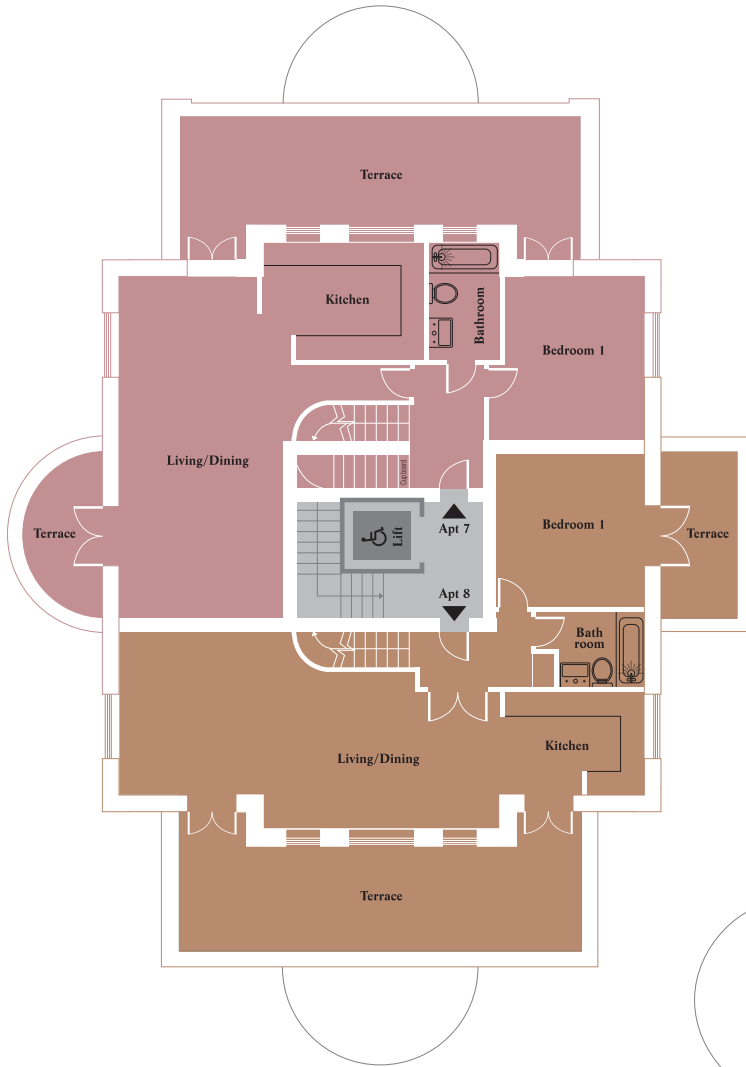 Terrace
Kitchen
Bathroom
Bedroom 1
Living/Dining
Cupboard
Terrace
Lift
Apt 7
Bedroom 1
Terrace
Apt 8
Bath
room
Kitchen
Living/Dining
Terrace